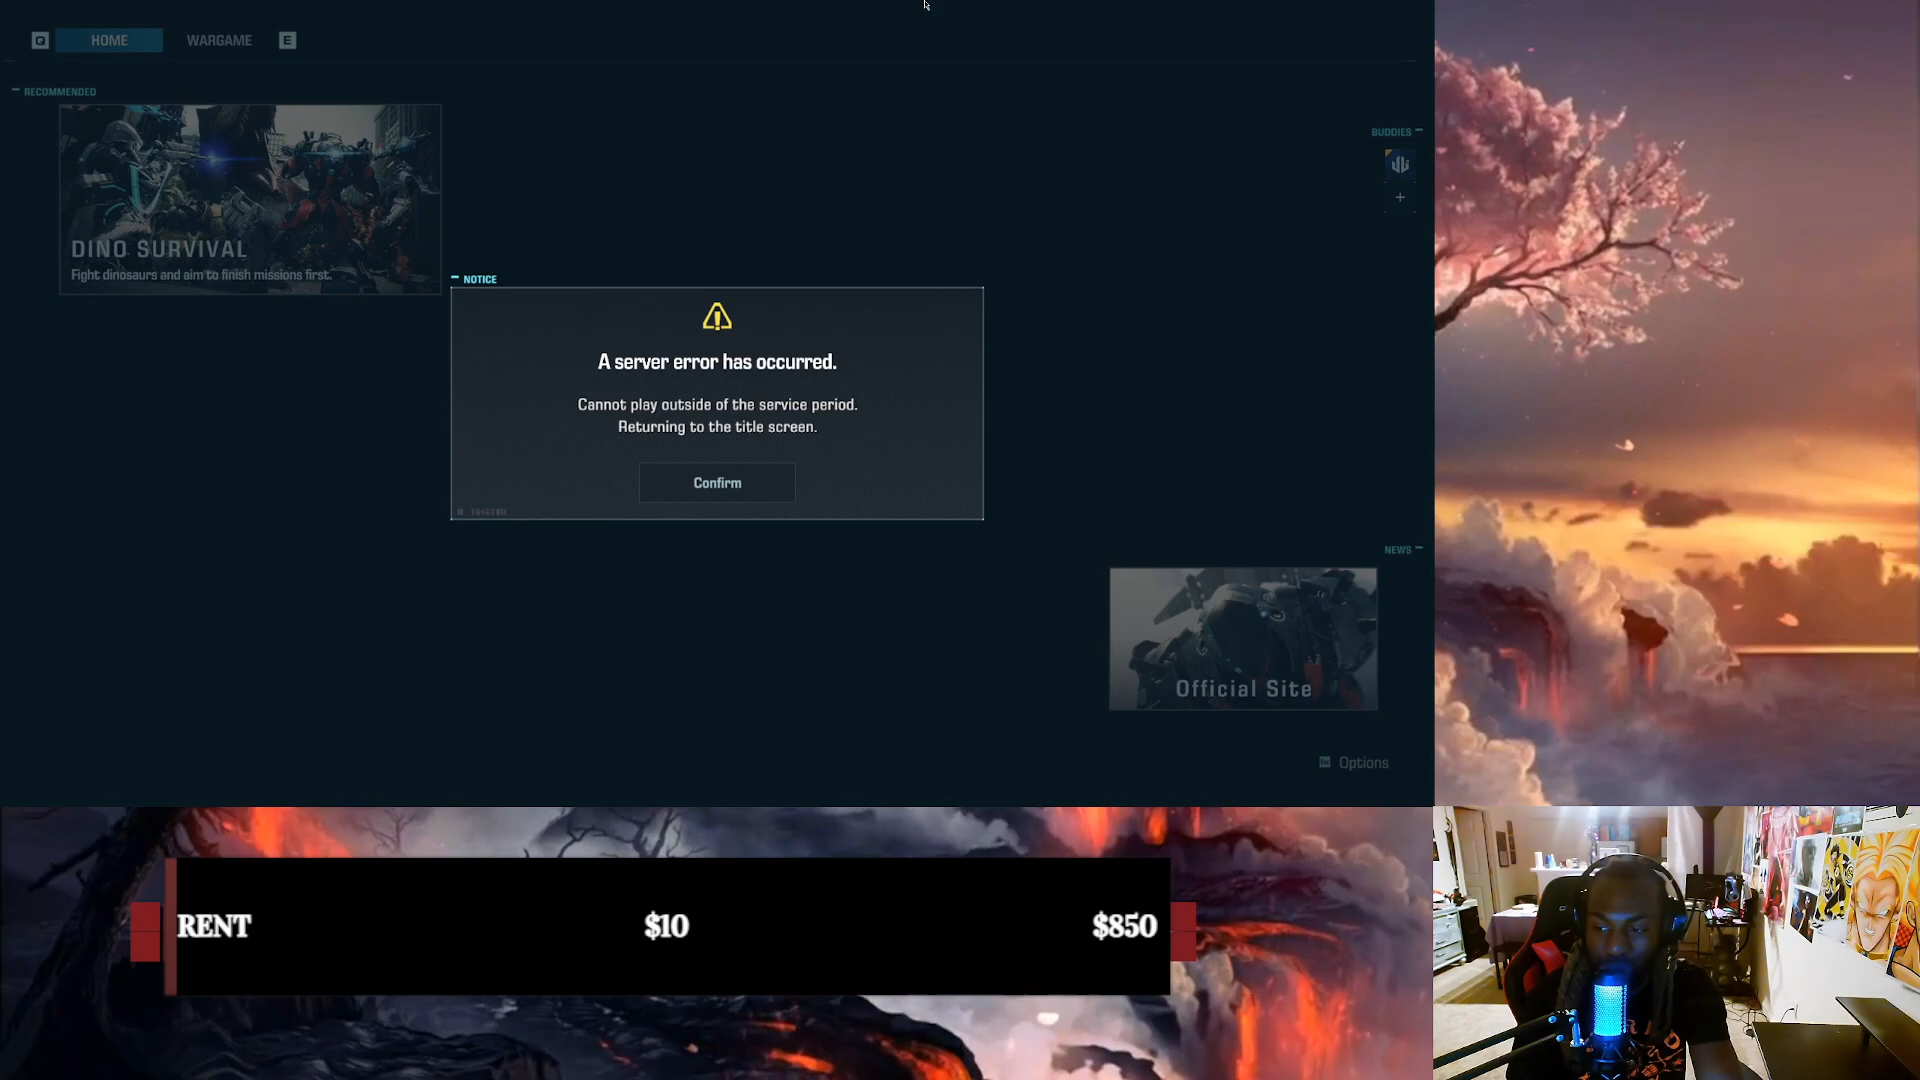 Q
HOME
WARGAME
E
RECOMMENDED
DINO SURVIVAL
Fight dinosaurs and aim to finish missions first.
BUDDIES
+
NOTICE
A server error has occurred.
Cannot play outside of the service period.
Returning to the title screen.
Confirm
NEWS
Official Site
Options
RENT
$10
$850